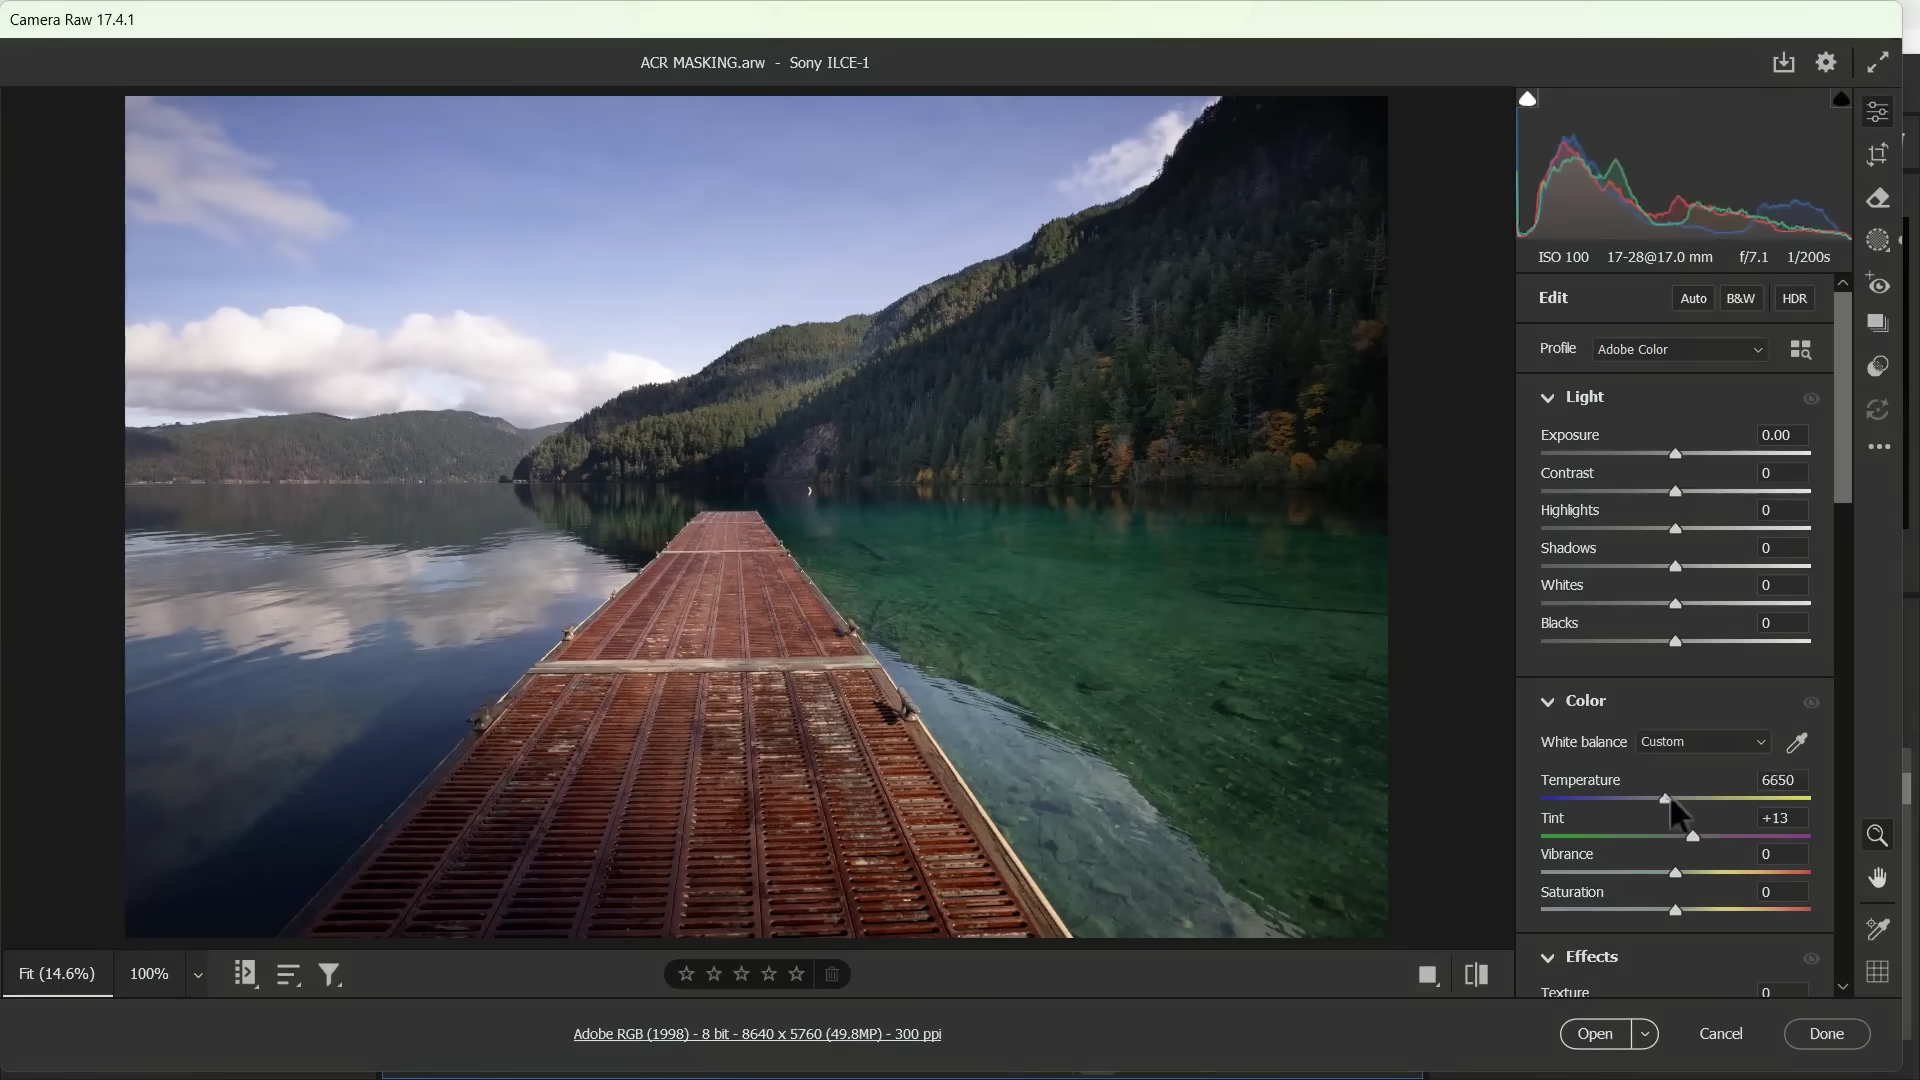 Camera Raw 17.4.1
ACR MASKING.arw - Sony ILCE-1
ISO 100 17-28@17.0 mm f/7.1 1/200s
Edit Auto B&W HDR
Profile Adobe Color
Light
Exposure 0.00
Contrast 0
Highlights 0
Shadows 0
Whites 0
Blacks 0
Color
White balance Custom
Temperature 6650
Tint +13
Vibrance 0
Saturation 0
Effects
Texture 0
Fit (14.6%) 100%
Adobe RGB (1998) - 8 bit - 8640 x 5760 (49.8MP) - 300 ppi
Open Cancel Done